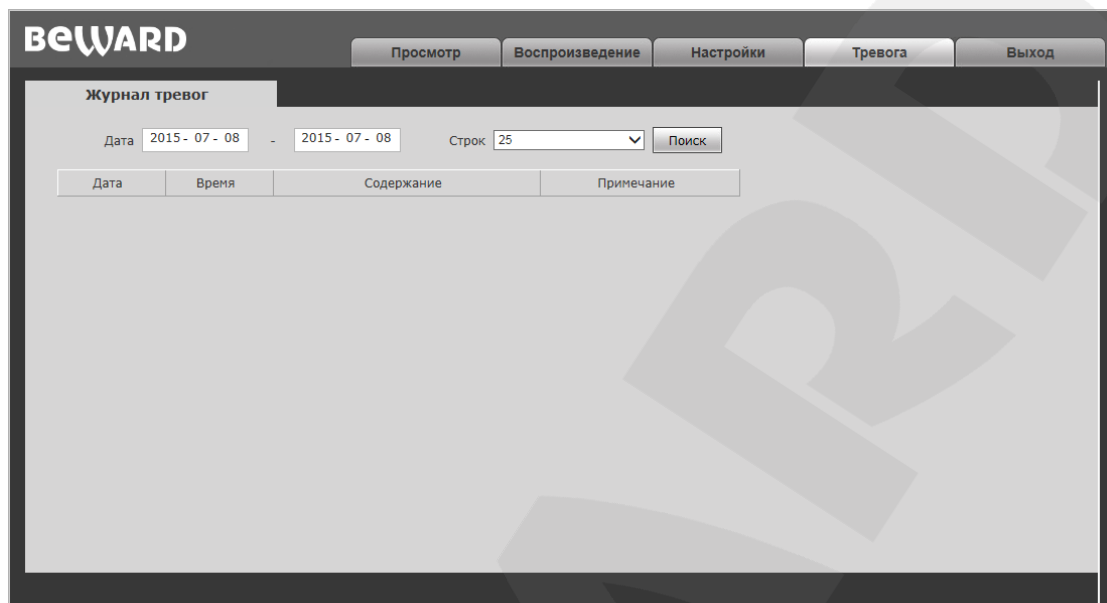 BEWARD
Просмотр Воспроизведение Настройки Тревога Выход
Журнал тревог
Дата 2015 - 07 - 08 - 2015 - 07 - 08 Строк 25 Поиск
Дата Время Содержание Примечание